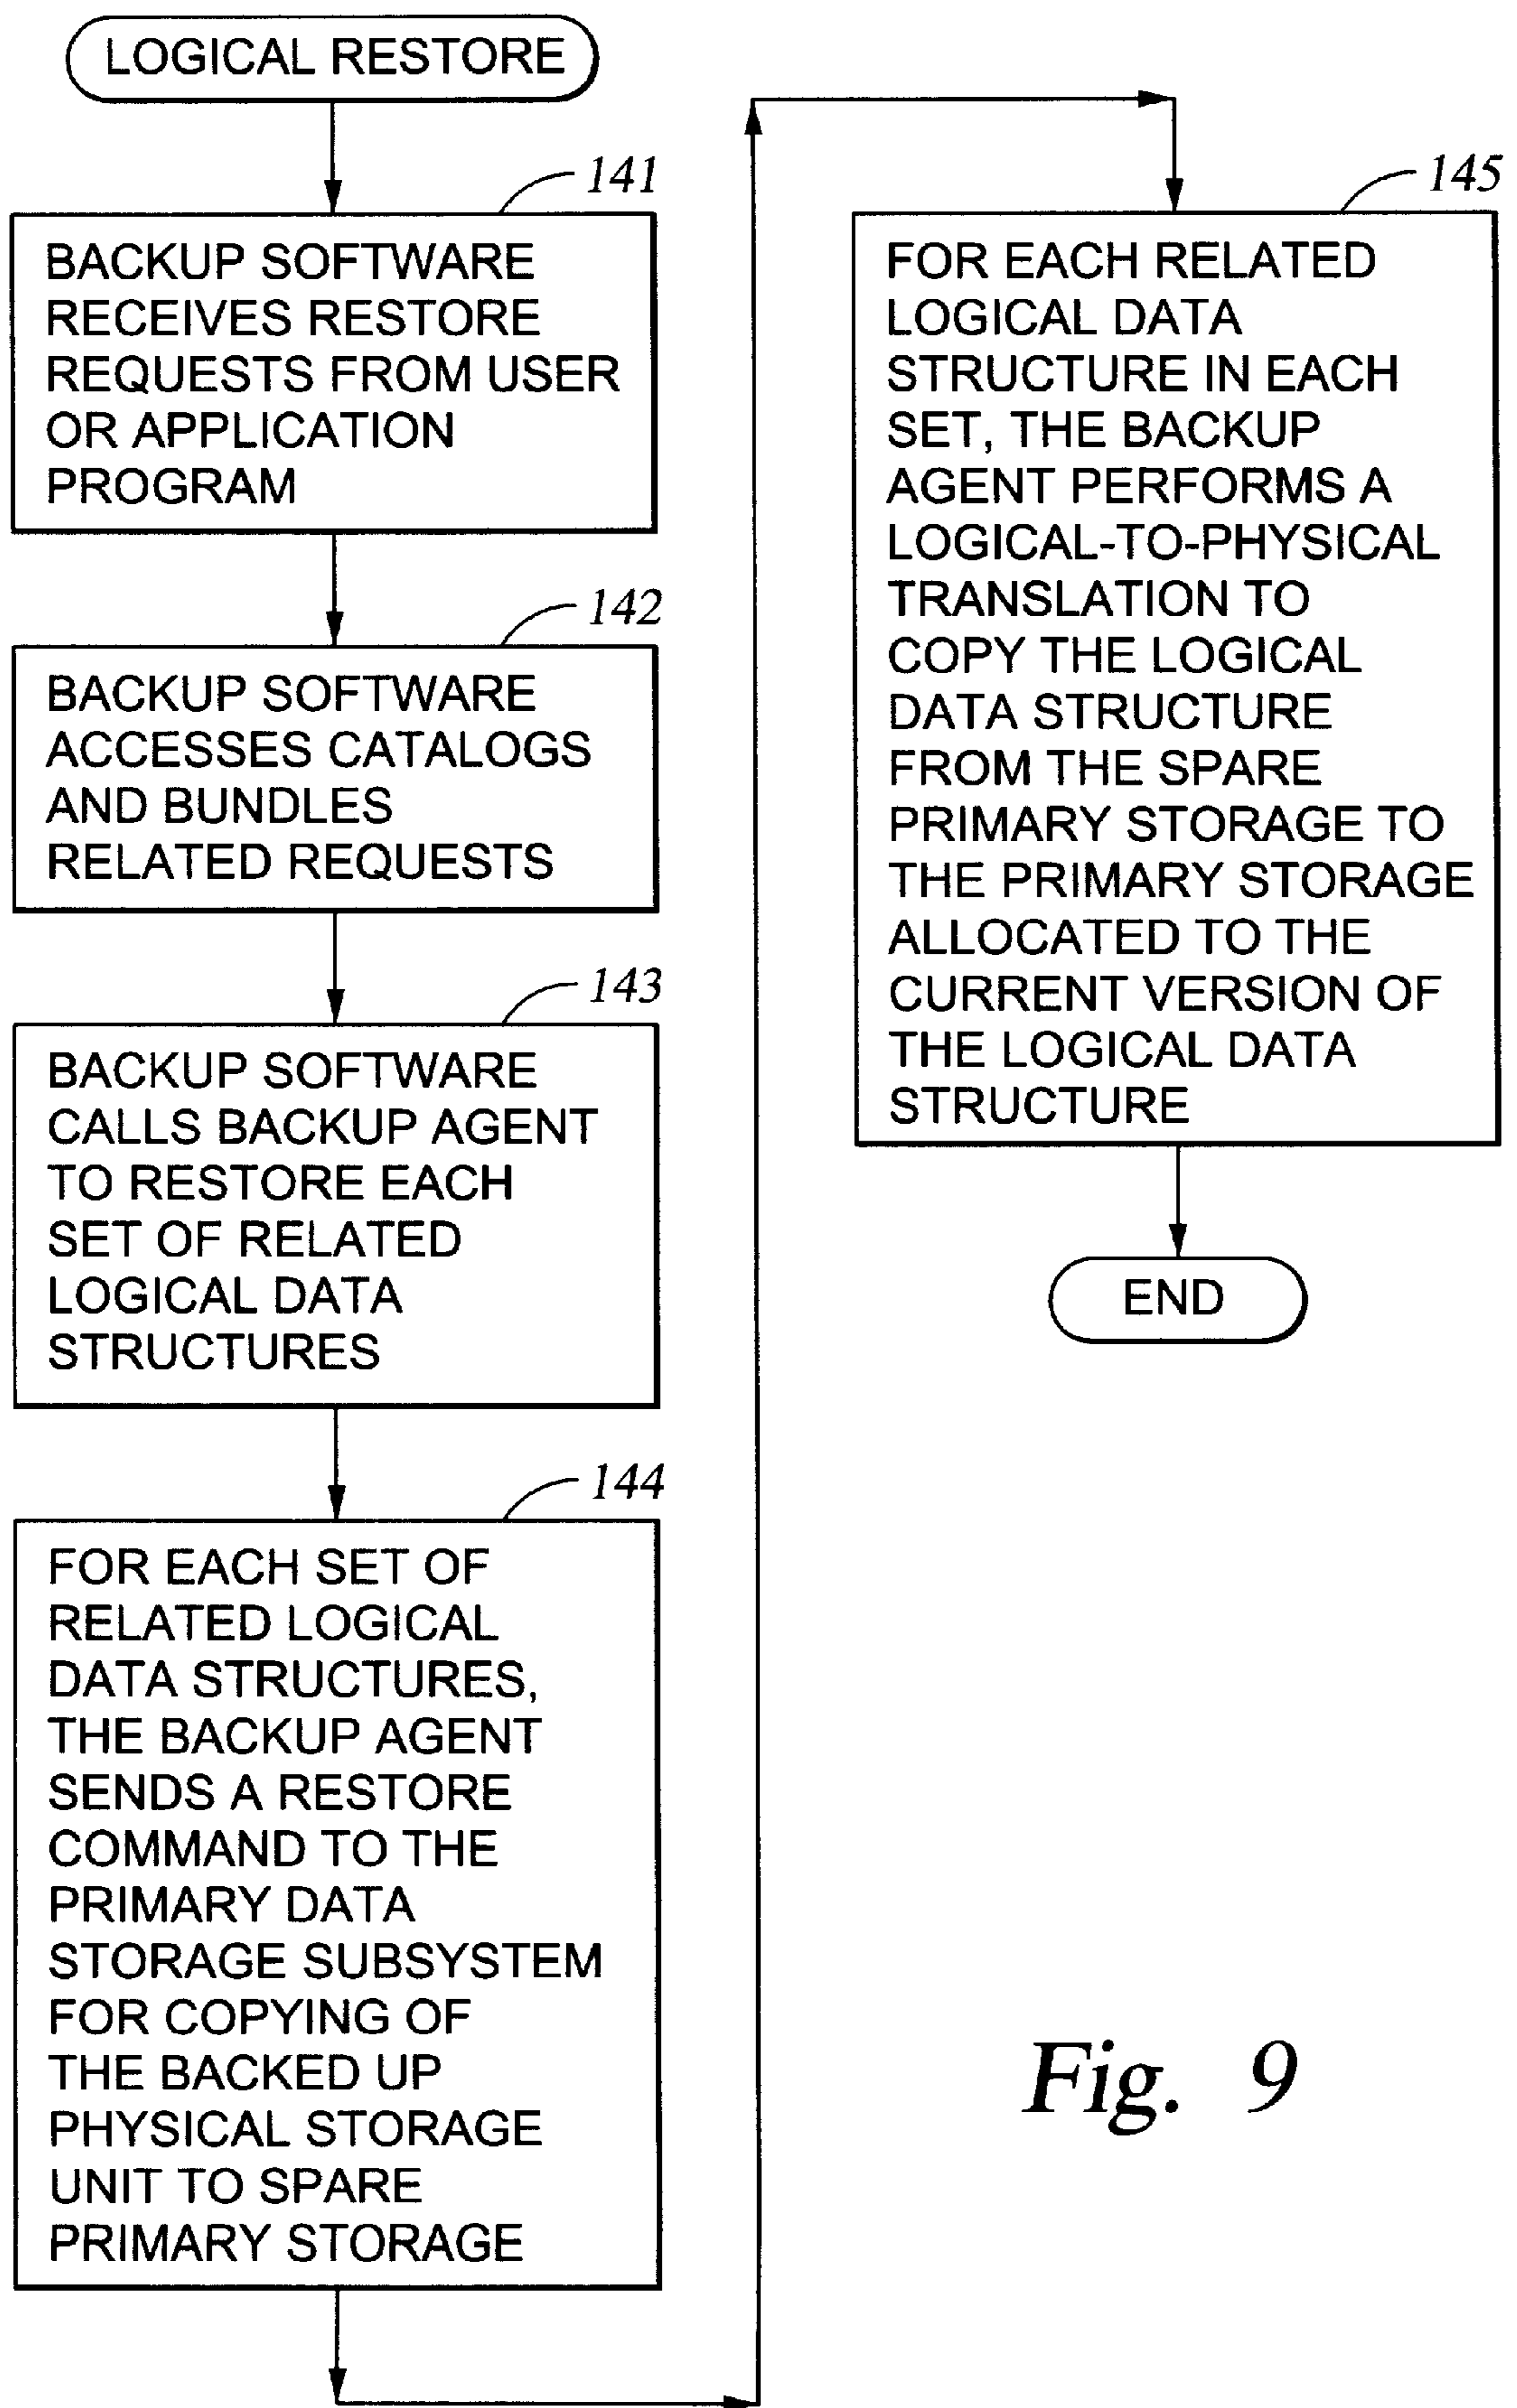 LOGICAL RESTORE
141
BACKUP SOFTWARE
RECEIVES RESTORE
REQUESTS FROM USER
OR APPLICATION
PROGRAM
142
BACKUP SOFTWARE
ACCESSES CATALOGS
AND BUNDLES
RELATED REQUESTS
143
BACKUP SOFTWARE
CALLS BACKUP AGENT
TO RESTORE EACH
SET OF RELATED
LOGICAL DATA
STRUCTURES
144
FOR EACH SET OF
RELATED LOGICAL
DATA STRUCTURES,
THE BACKUP AGENT
SENDS A RESTORE
COMMAND TO THE
PRIMARY DATA
STORAGE SUBSYSTEM
FOR COPYING OF
THE BACKED UP
PHYSICAL STORAGE
UNIT TO SPARE
PRIMARY STORAGE
145
FOR EACH RELATED
LOGICAL DATA
STRUCTURE IN EACH
SET, THE BACKUP
AGENT PERFORMS A
LOGICAL-TO-PHYSICAL
TRANSLATION TO
COPY THE LOGICAL
DATA STRUCTURE
FROM THE SPARE
PRIMARY STORAGE TO
THE PRIMARY STORAGE
ALLOCATED TO THE
CURRENT VERSION OF
THE LOGICAL DATA
STRUCTURE
END
Fig. 9